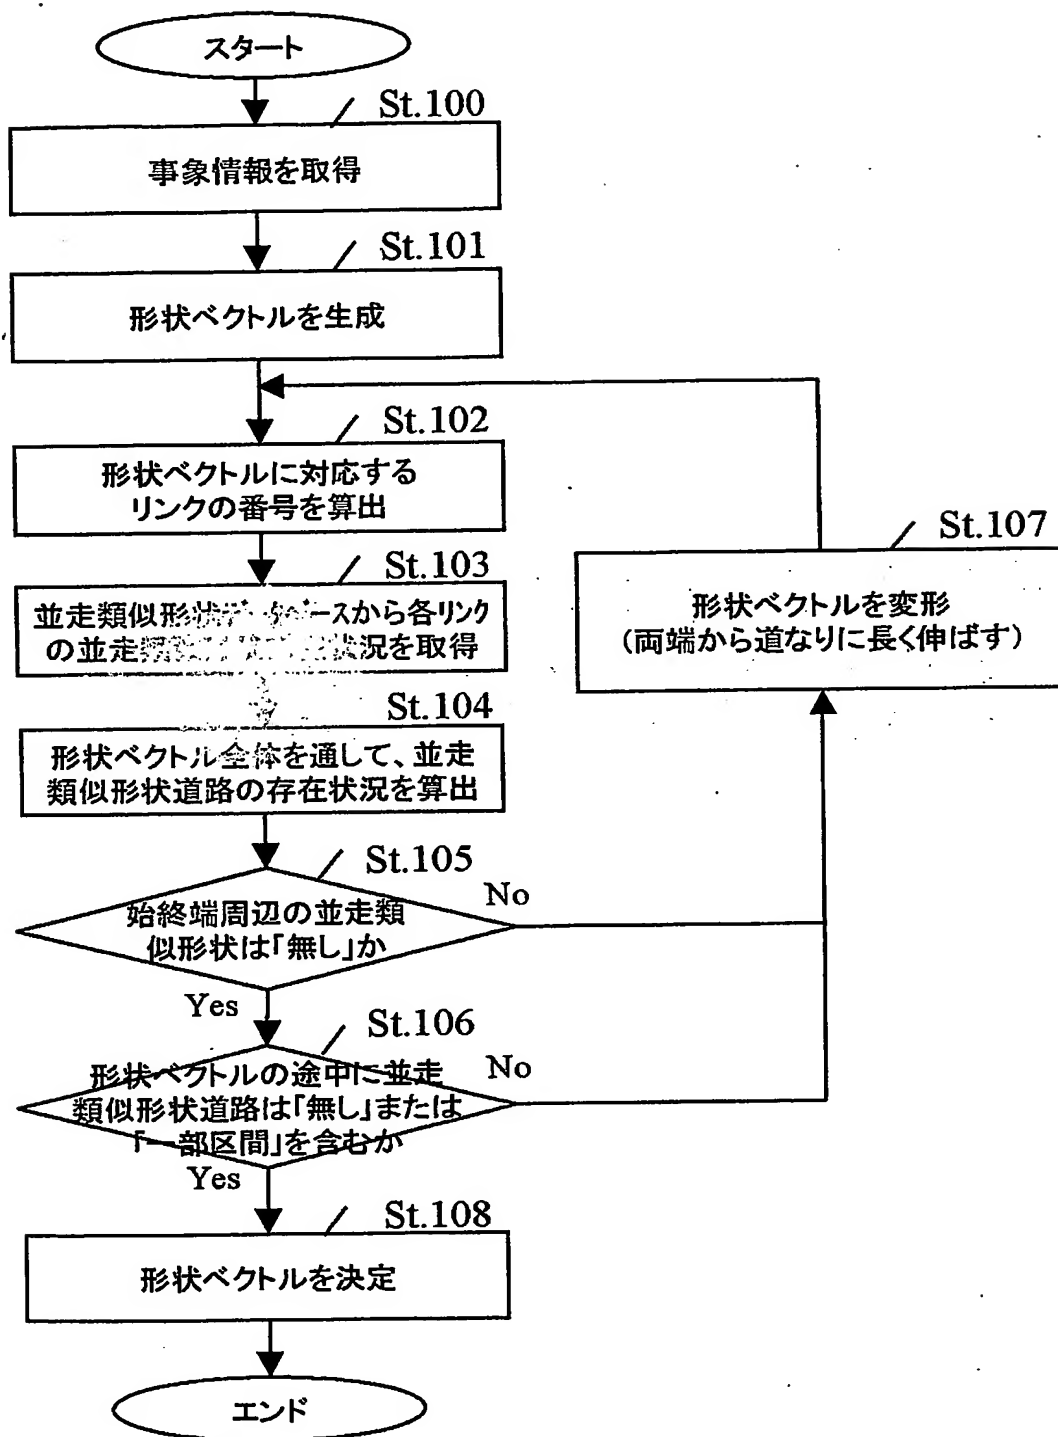 スタート
St.100
事象情報を取得
St.101
形状ベクトルを生成
St.102
形状ベクトルに対応する
リンクの番号を算出
St.103
並走類似形状 ースから各リンク
の並走 状況を取得
St.104
形状ベクトル全体を通して、並走
類似形状道路の存在状況を算出
St.105
始終端周辺の並走類
似形状は「無し」か
No
Yes
St.106
形状ベクトルの途中に並走
類似形状道路は「無し」または
「一部区間」を含むか
No
Yes
St.107
形状ベクトルを変形
（両端から道なりに長く伸ばす）
St.108
形状ベクトルを決定
エンド